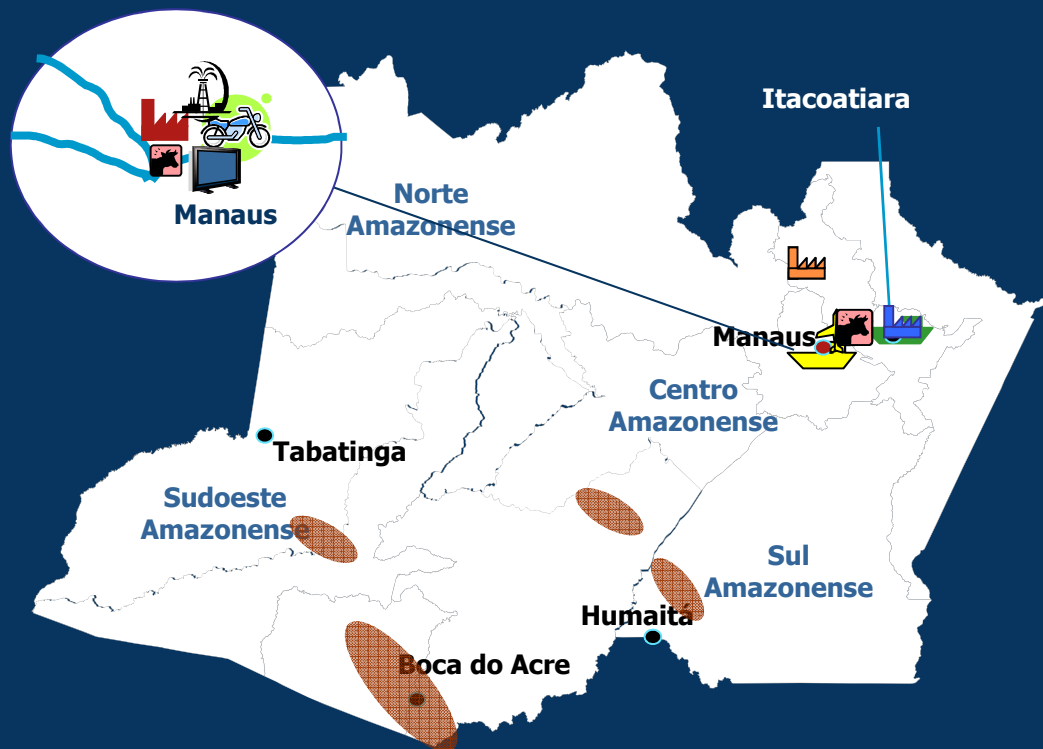 Itacoatiara
Manaus
Norte
Amazonense
Manaus
Centro
Amazonense
Tabatinga
Sudoeste
Amazonense
Sul
Amazonense
Humaitá
Boca do Acre